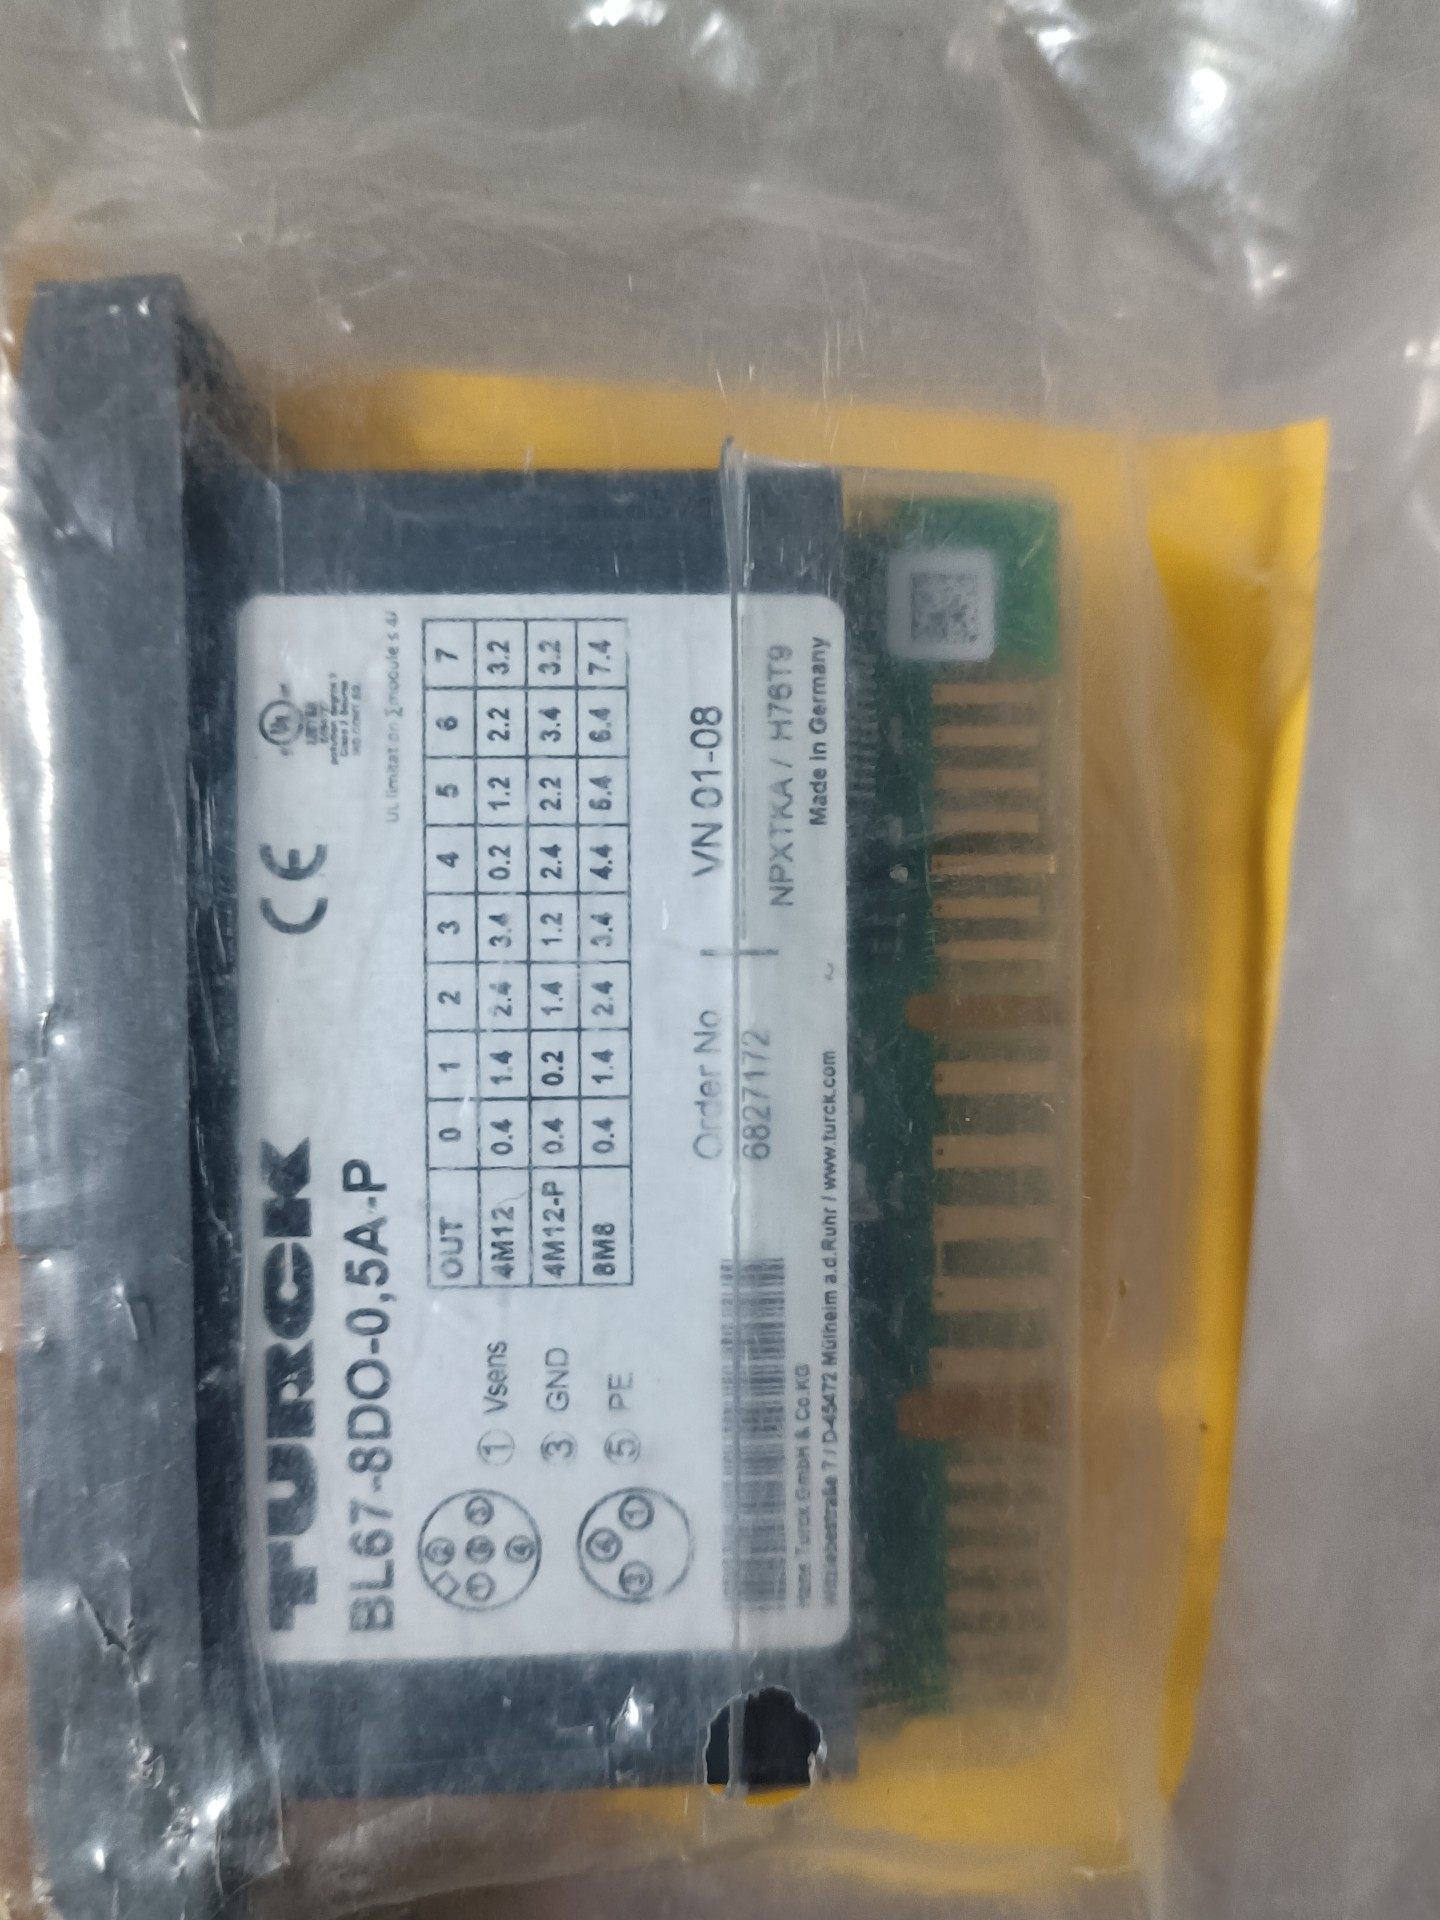 TURCK
CE
BL67-8DO-0,5A-P
UL limitation Σmodules
① Vsens
③ GND
⑤ PE
OUT 0 1 2 3 4 5 6 7
4M12 0.4 1.4 2.4 3.4 0.2 1.2 2.2 3.2
4M12-P 0.4 0.2 1.4 1.2 2.4 2.2 3.4 3.2
8M8 0.4 1.4 2.4 3.4 4.4 5.4 6.4 7.4
Order No
VN 01-08
6827172
NPXTKA / H76T9
Hans Turck GmbH & Co.KG
Made in Germany
Witzlebenstraße 7 / D-45472 Mülheim a.d.Ruhr / www.turck.com